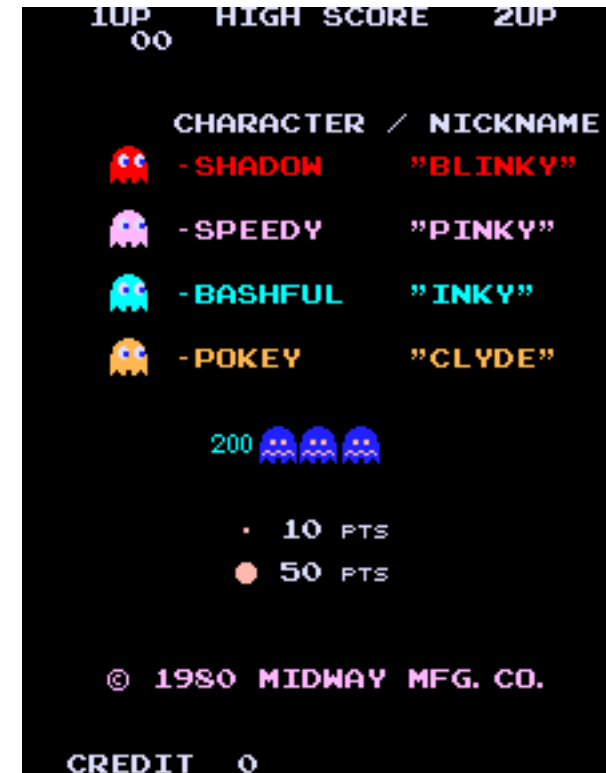 1UP HIGH SCORE 2UP
00
CHARACTER / NICKNAME
-SHADOW "BLINKY"
-SPEEDY "PINKY"
-BASHFUL "INKY"
-POKEY "CLYDE"
200
10 PTS
50 PTS
© 1980 MIDWAY MFG. CO.
CREDIT 0